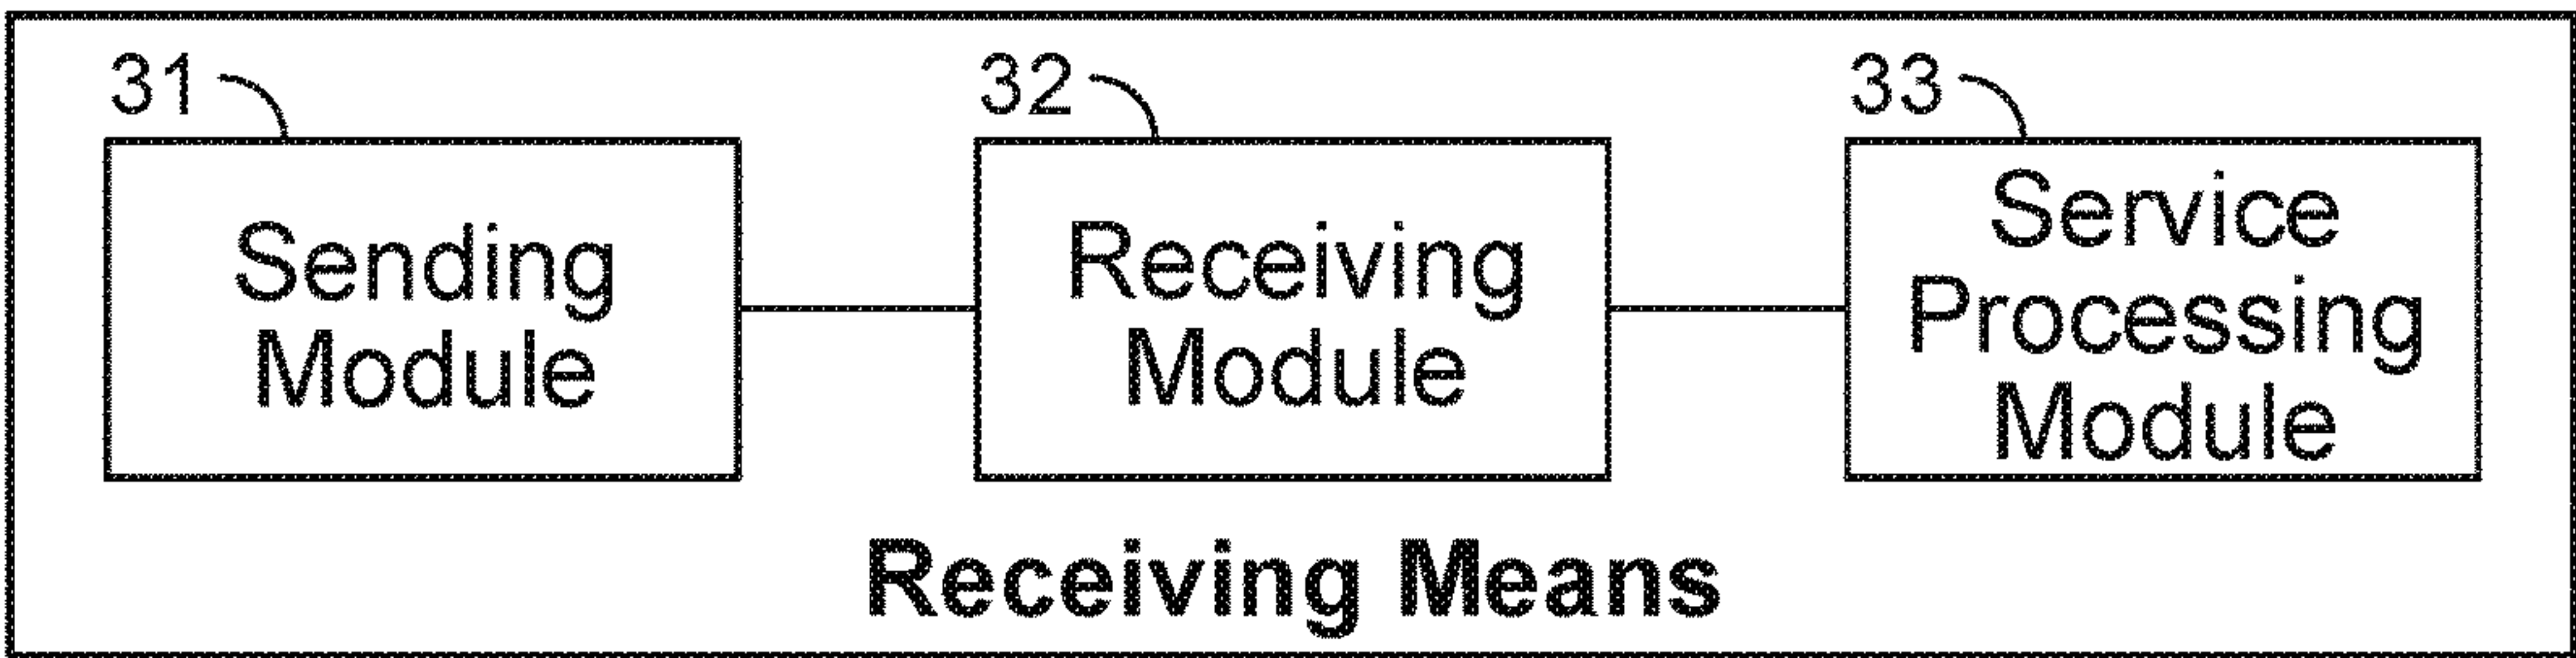 31
32
33
Sending
Module
Receiving
Module
Service
Processing
Module
Receiving Means